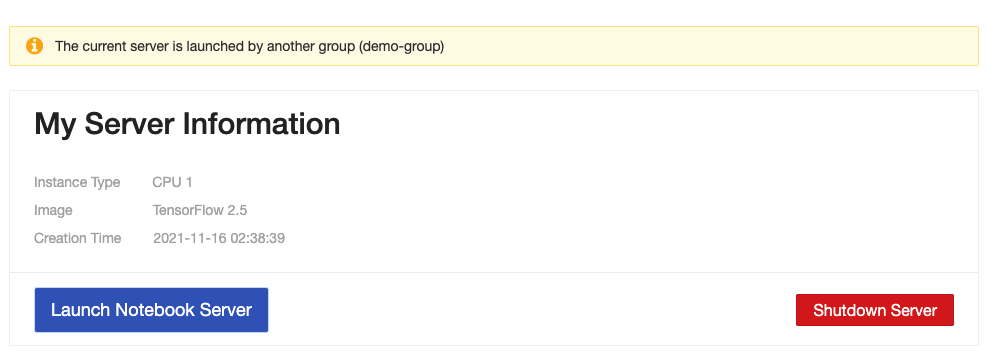 The current server is launched by another group (demo-group)
My Server Information
Instance Type CPU 1
Image TensorFlow 2.5
Creation Time 2021-11-16 02:38:39
Launch Notebook Server Shutdown Server